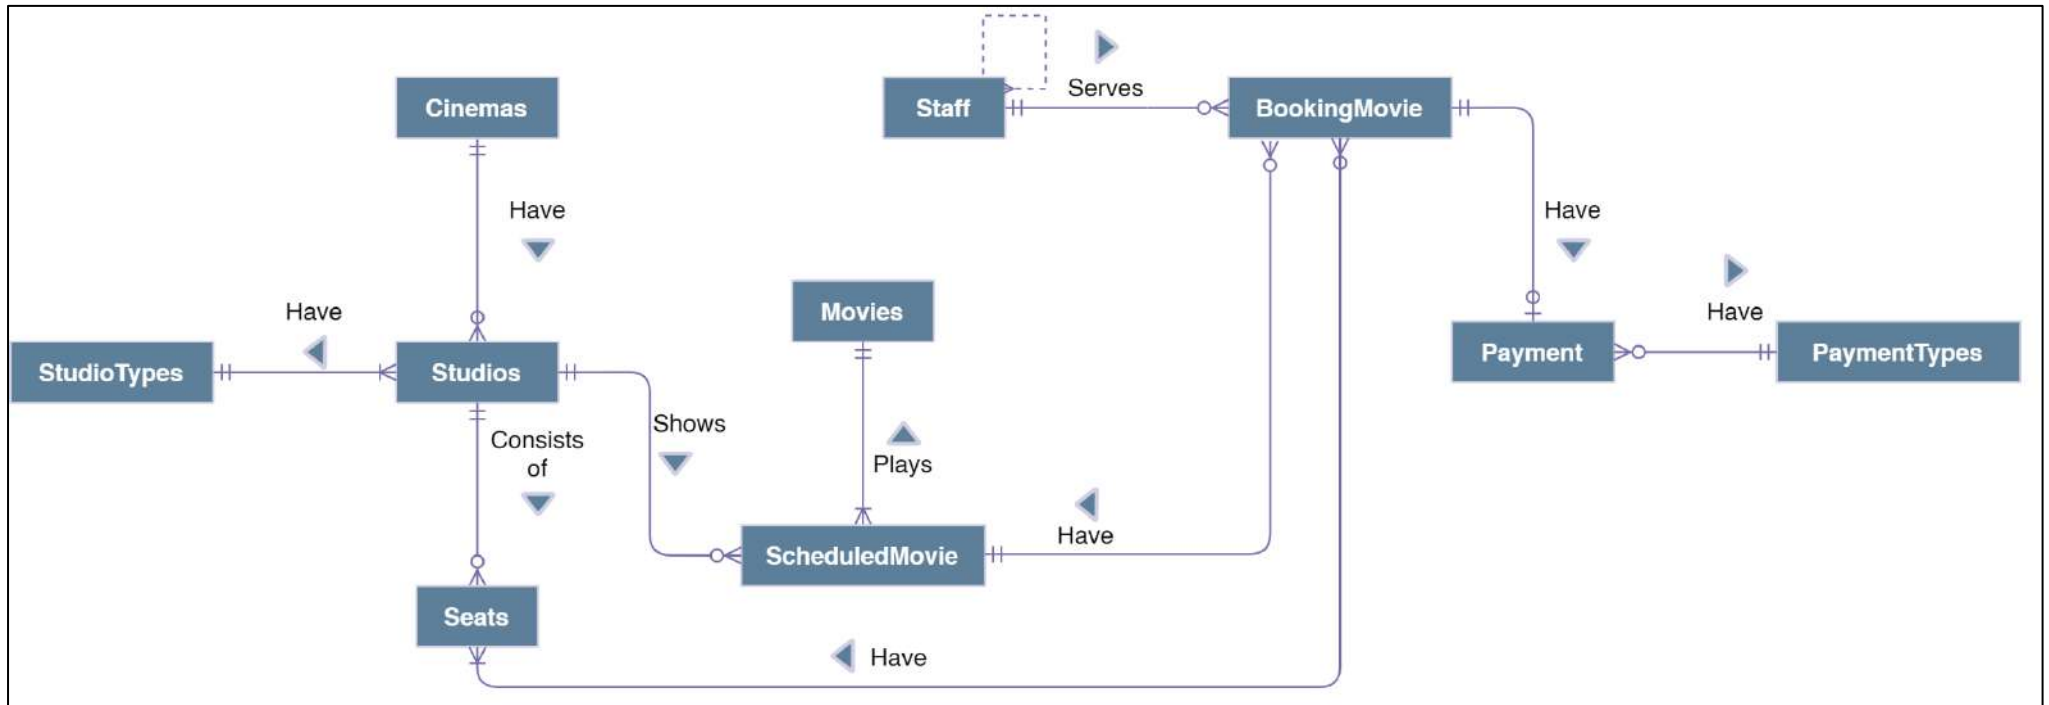 Cinemas
Staff
Serves
BookingMovie
Have
Have
Have
Movies
Have
StudioTypes
Studios
Payment
PaymentTypes
Shows
Consists
of
Plays
Have
ScheduledMovie
Seats
Have